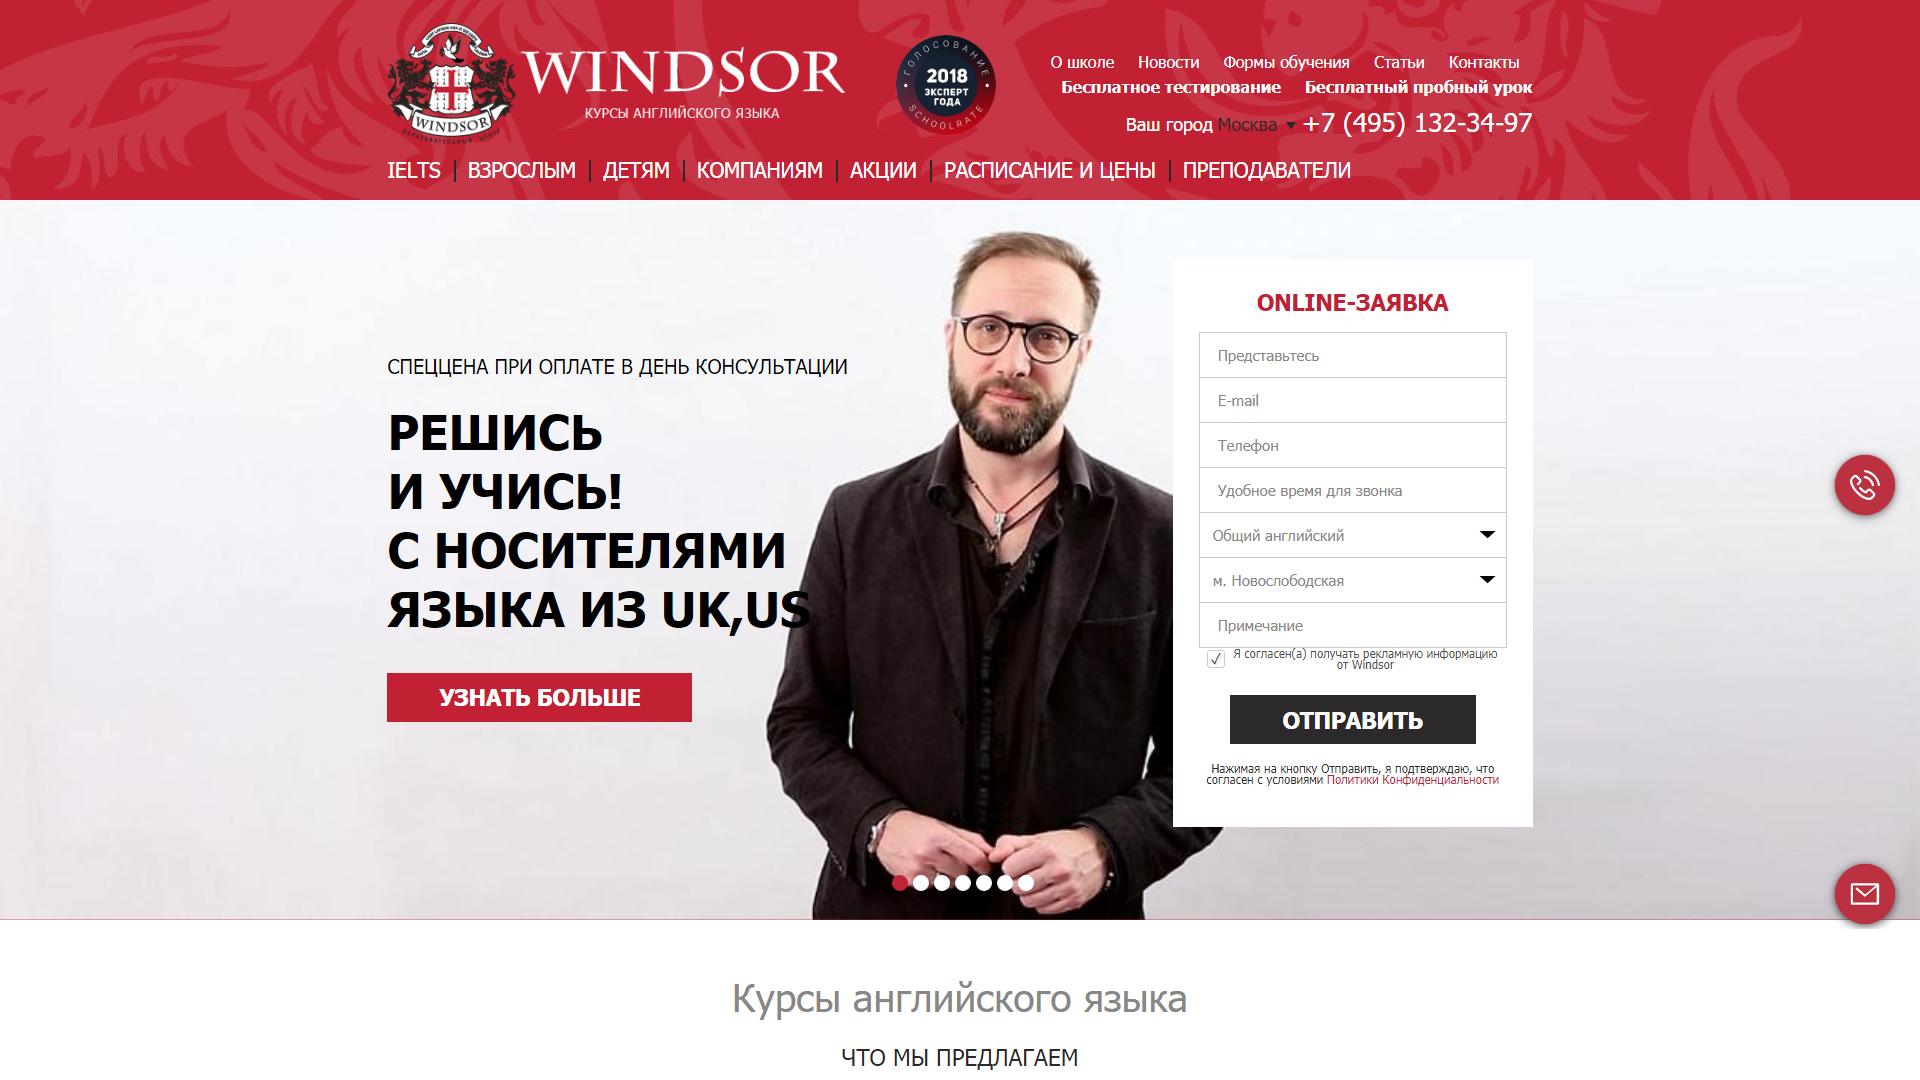 WINDSOR
WINDSOR
КУРСЫ АНГЛИЙСКОГО ЯЗЫКА
ГОЛОСОВАНИЕ
2018
ЭКСПЕРТ
ГОДА
SCHOOLRATE
О школе Новости Формы обучения Статьи Контакты
Бесплатное тестирование Бесплатный пробный урок
Ваш город Москва +7 (495) 132-34-97
IELTS ВЗРОСЛЫМ ДЕТЯМ КОМПАНИЯМ АКЦИИ РАСПИСАНИЕ И ЦЕНЫ ПРЕПОДАВАТЕЛИ
СПЕЦЦЕНА ПРИ ОПЛАТЕ В ДЕНЬ КОНСУЛЬТАЦИИ
РЕШИСЬ
И УЧИСЬ!
С НОСИТЕЛЯМИ
ЯЗЫКА ИЗ UK,US
УЗНАТЬ БОЛЬШЕ
ONLINE-ЗАЯВКА
Представьтесь
E-mail
Телефон
Удобное время для звонка
Общий английский
м. Новослободская
Примечание
Я согласен(а) получать рекламную информацию
от Windsor
ОТПРАВИТЬ
Нажимая на кнопку Отправить, я подтверждаю, что
согласен с условиями Политики Конфиденциальности
Курсы английского языка
ЧТО МЫ ПРЕДЛАГАЕМ